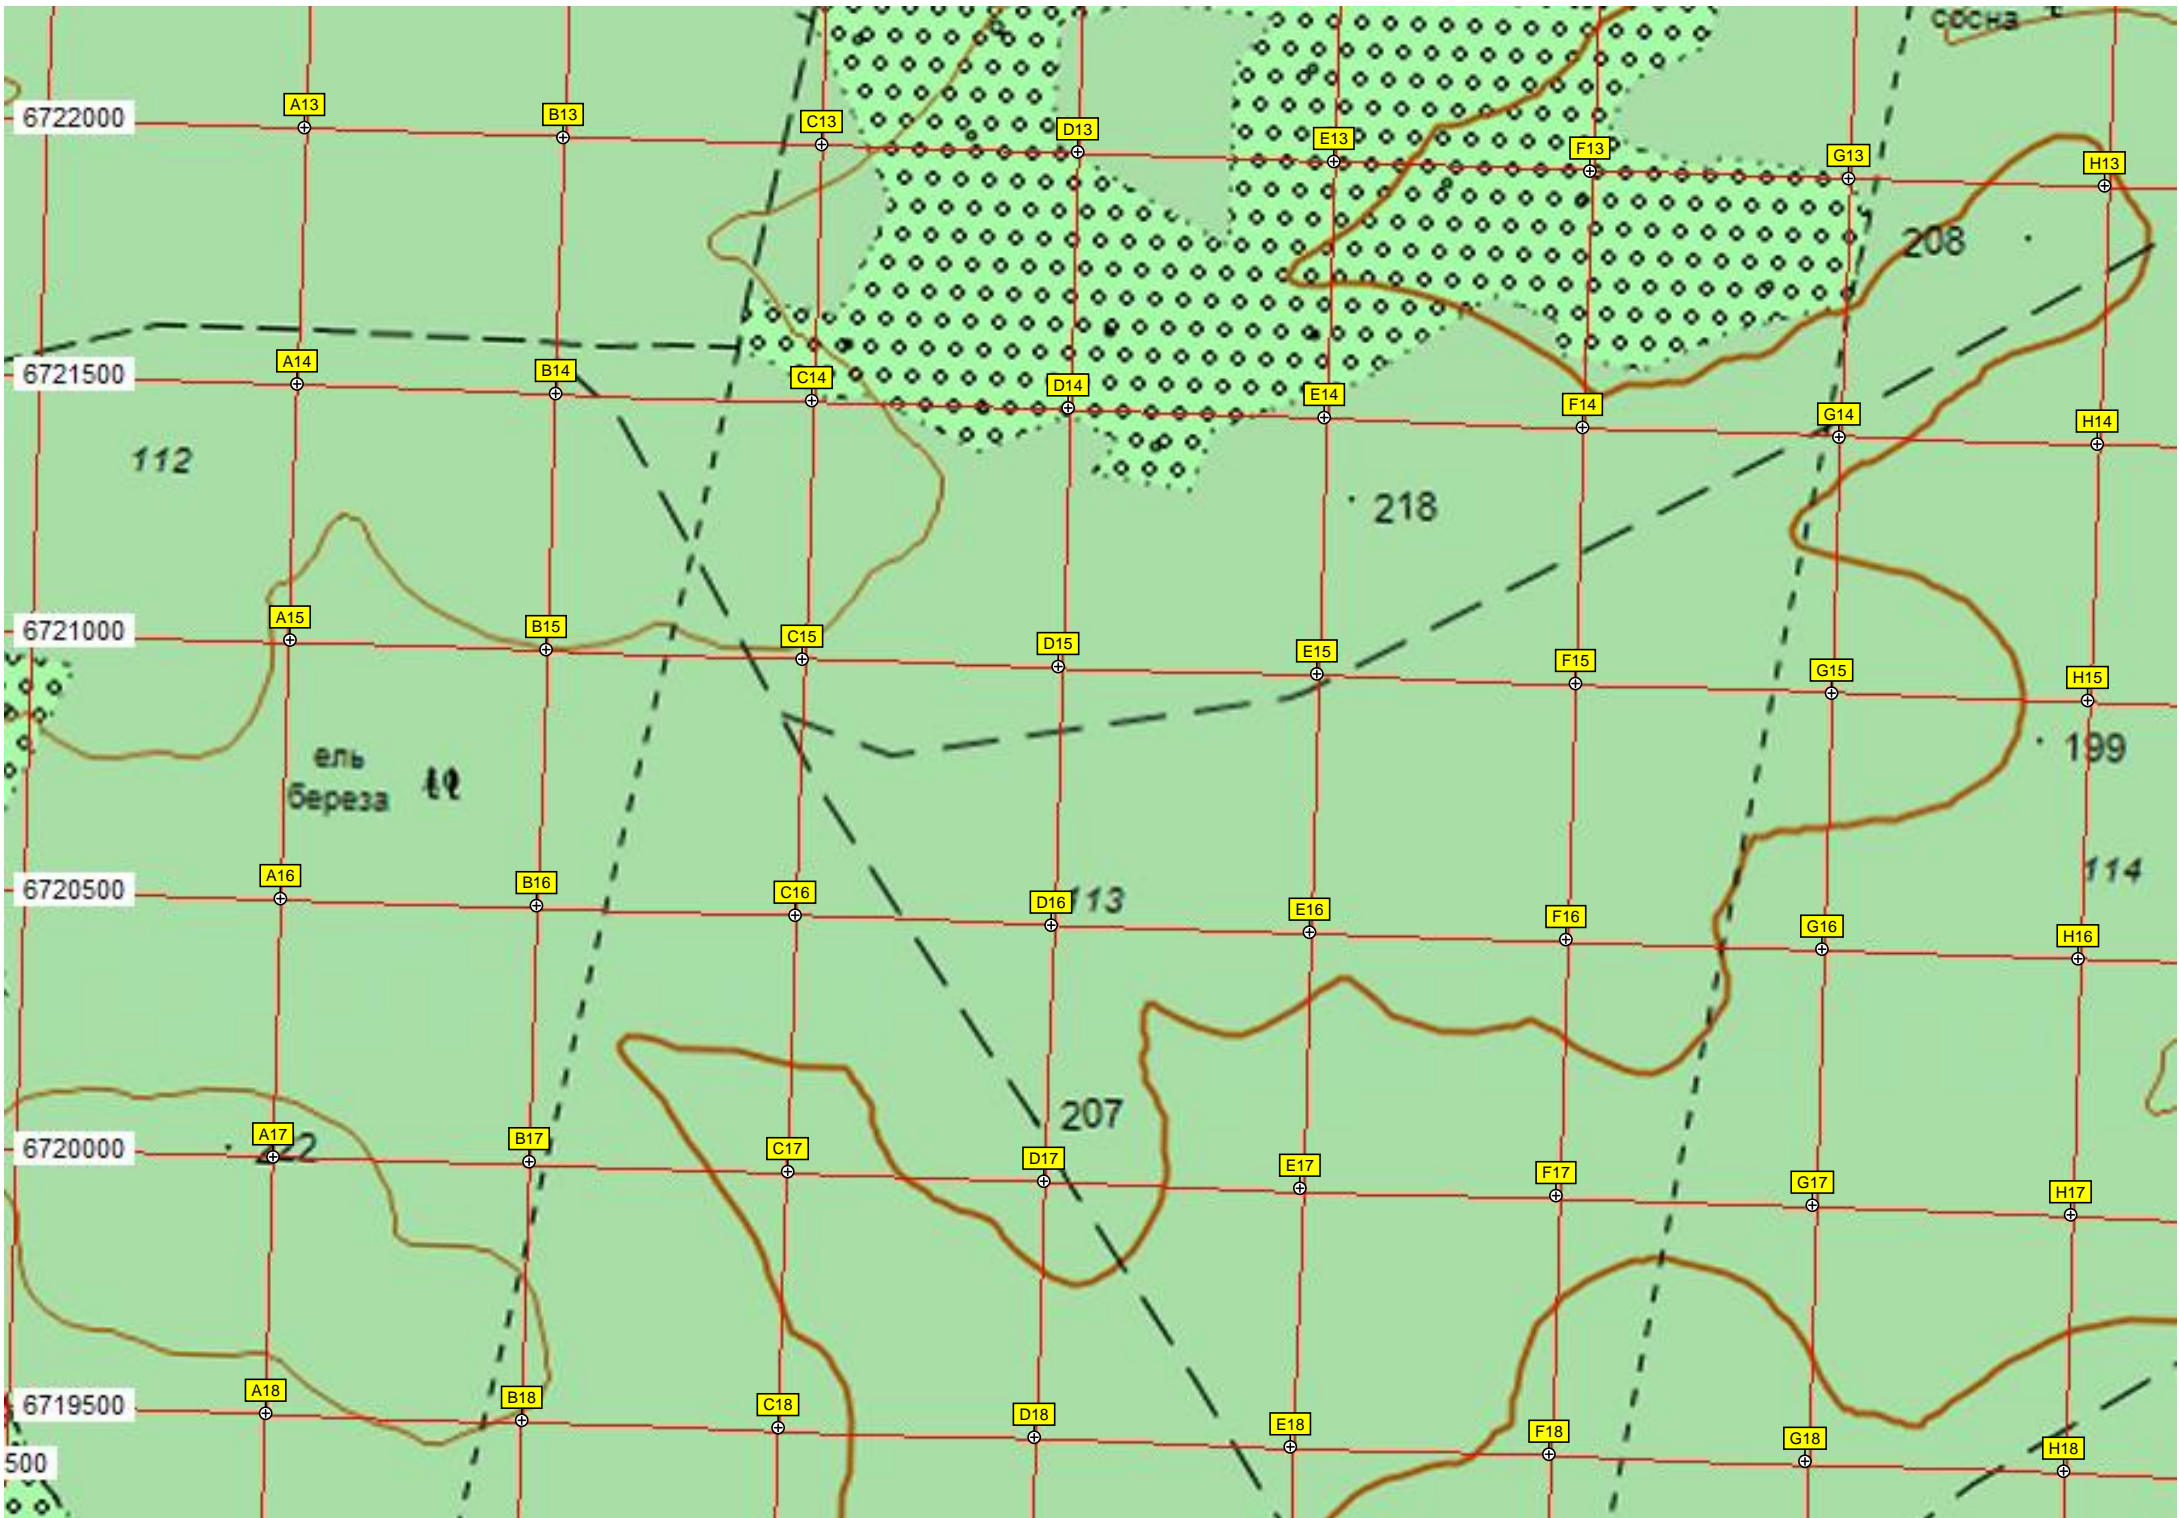 сосна
6722000 A13 B13 C13 D13 E13 F13 G13 H13
208
6721500 A14 B14 C14 D14 E14 F14 G14 H14
112
218
6721000 A15 B15 C15 D15 E15 F15 G15 H15
199
ель
береза
114
6720500 A16 B16 C16 D16 113 E16 F16 G16 H16
207
6720000 A17 222 B17 C17 D17 E17 F17 G17 H17
6719500 A18 B18 C18 D18 E18 F18 G18 H18
500